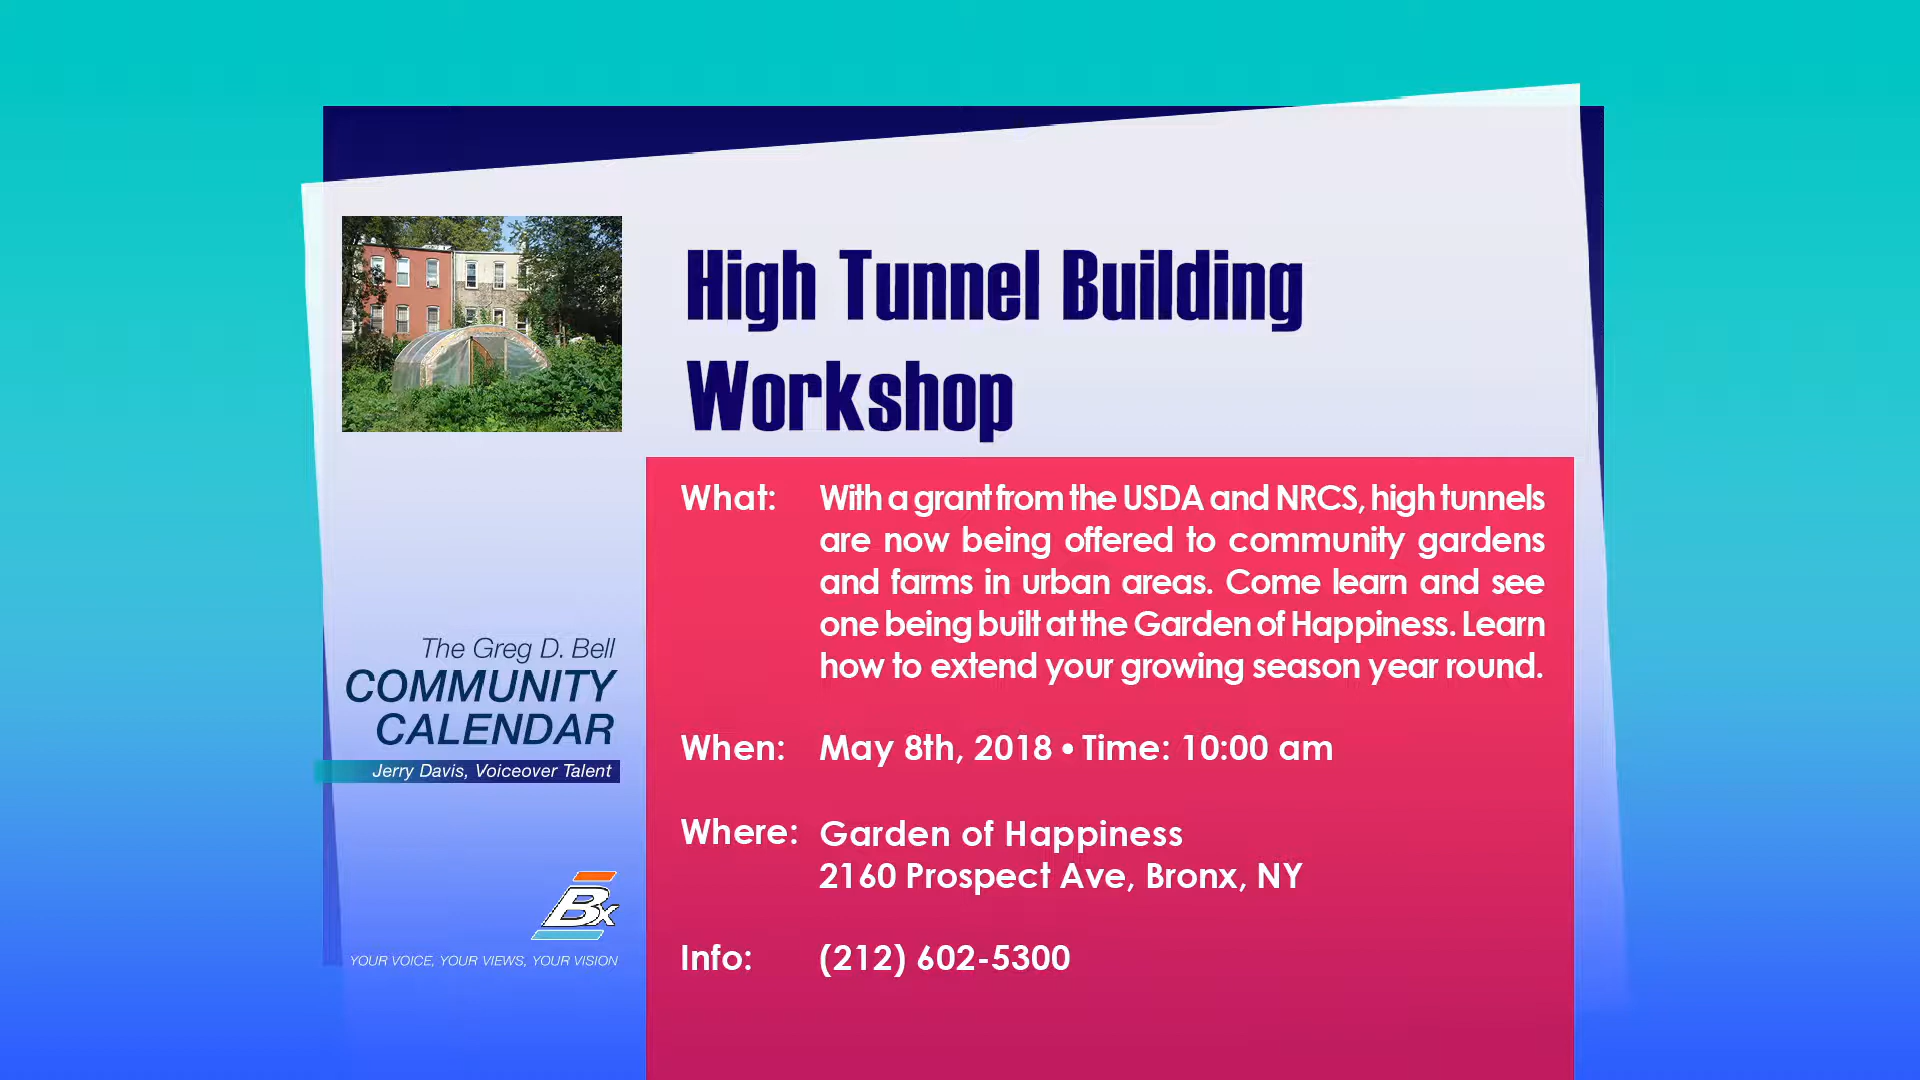 High Tunnel Building
Workshop
What: With a grant from the USDA and NRCS, high tunnels
are now being offered to community gardens
and farms in urban areas. Come learn and see
one being built at the Garden of Happiness. Learn
how to extend your growing season year round.
When: May 8th, 2018 • Time: 10:00 am
Where: Garden of Happiness
2160 Prospect Ave, Bronx, NY
Info: (212) 602-5300
The Greg D. Bell
COMMUNITY
CALENDAR
Jerry Davis, Voiceover Talent
Bx
YOUR VOICE, YOUR VIEWS, YOUR VISION